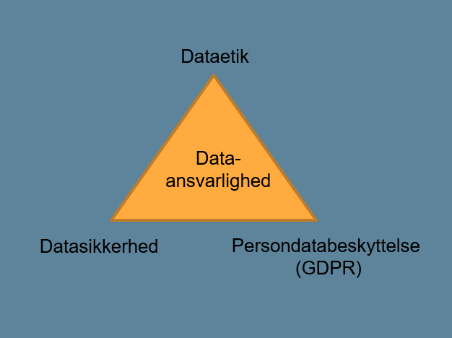 Dataetik
Data-
ansvarlighed
Datasikkerhed
Persondatabeskyttelse
(GDPR)